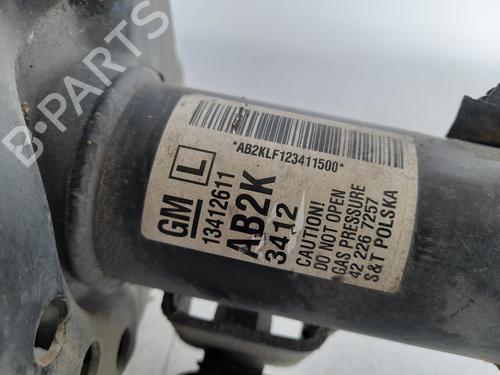 B-PARTS
*AB2KLF123411500*
GM L
13412611
AB2K
3412
CAUTION!
DO NOT OPEN
GAS PRESSURE
42 226 7257
S&T POLSKA